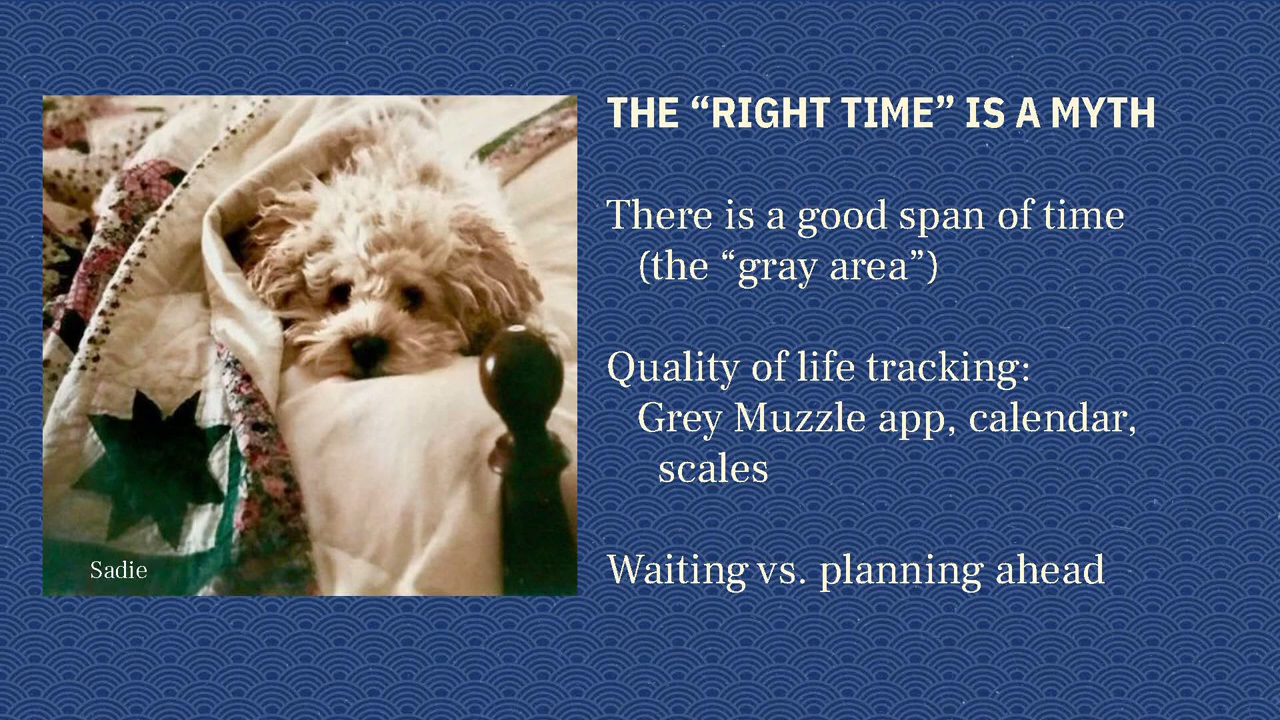 THE “RIGHT TIME” IS A MYTH
There is a good span of time
(the “gray area”)
Quality of life tracking:
Grey Muzzle app, calendar,
scales
Waiting vs. planning ahead
Sadie